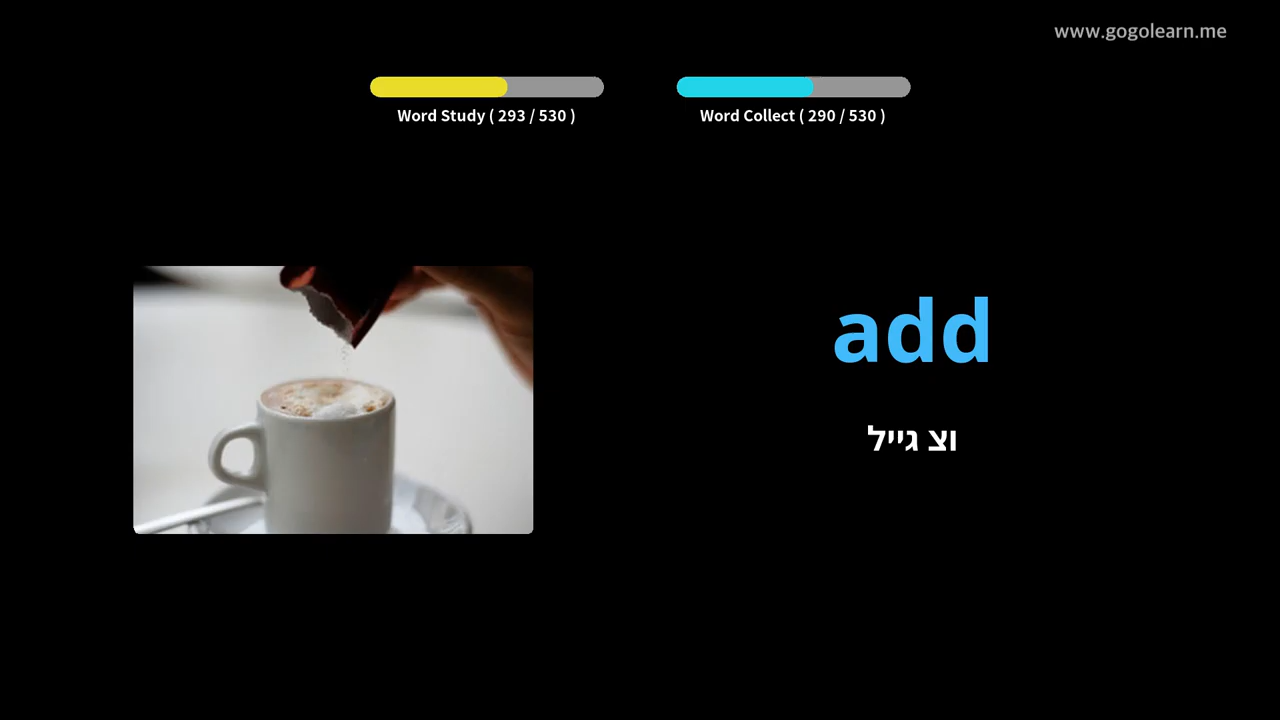 www.gogolearn.me
Word Study ( 293 / 530 )
Word Collect ( 290 / 530 )
add
וצ גייל